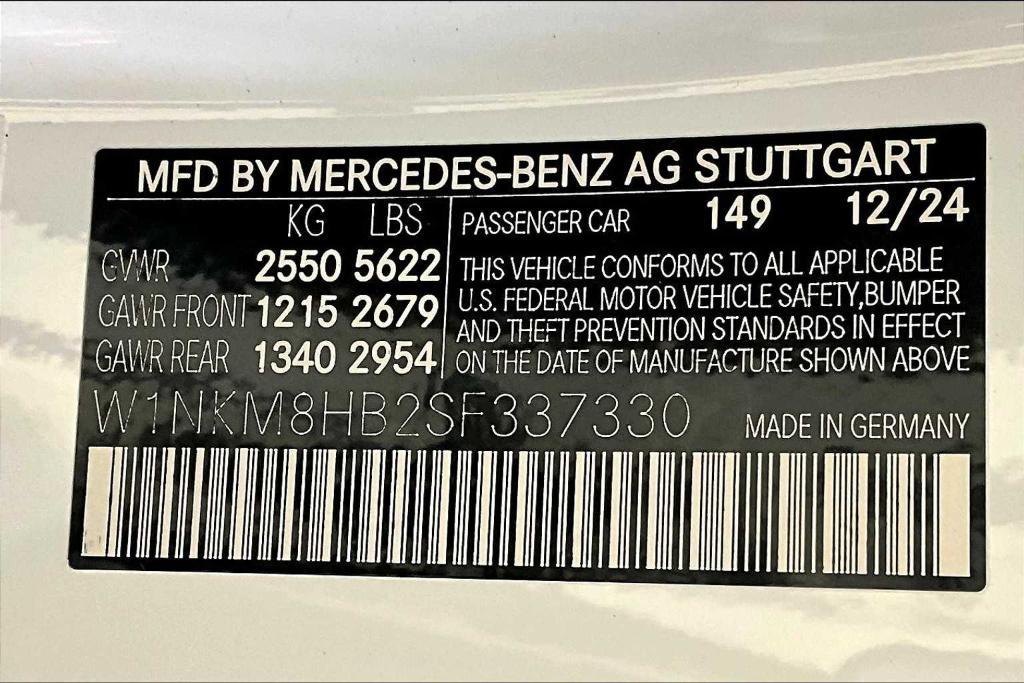 MFD BY MERCEDES-BENZ AG STUTTGART
KG LBS
GVWR 2550 5622
GAWR FRONT 1215 2679
GAWR REAR 1340 2954
PASSENGER CAR 149 12/24
THIS VEHICLE CONFORMS TO ALL APPLICABLE
U.S. FEDERAL MOTOR VEHICLE SAFETY,BUMPER
AND THEFT PREVENTION STANDARDS IN EFFECT
ON THE DATE OF MANUFACTURE SHOWN ABOVE
W1NKM8HB2SF337330
MADE IN GERMANY